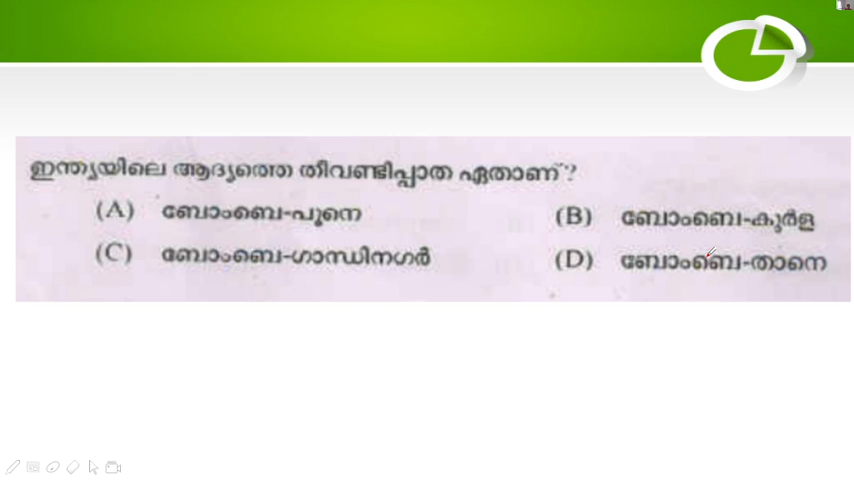 ഇന്ത്യയിലെ ആദ്യത്തെ തീവണ്ടിപ്പാത ഏതാണ്?
(A) ബോംബെ-പൂനെ (B) ബോംബെ-കുർള
(C) ബോംബെ-ഗാന്ധിനഗർ (D) ബോംബെ-താനെ